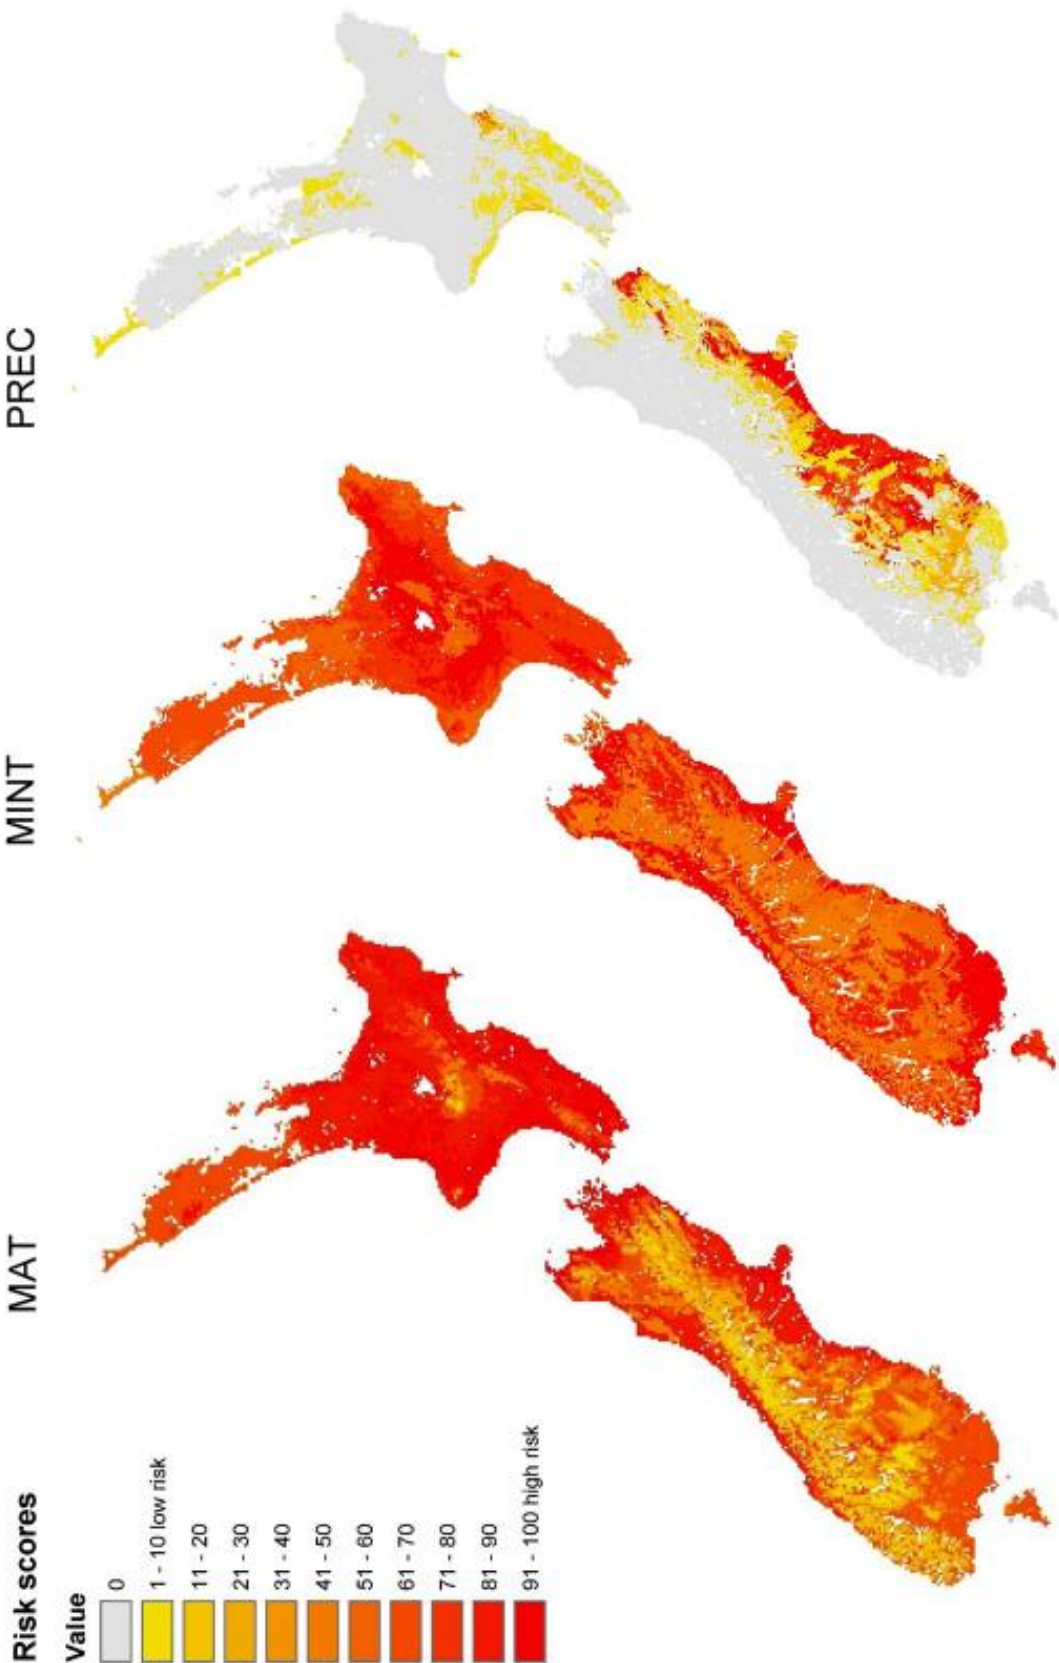 Risk scores
Value
0
1 - 10 low risk
11 - 20
21 - 30
31 - 40
41 - 50
51 - 60
61 - 70
71 - 80
81 - 90
91 - 100 high risk
MAT
MINT
PREC